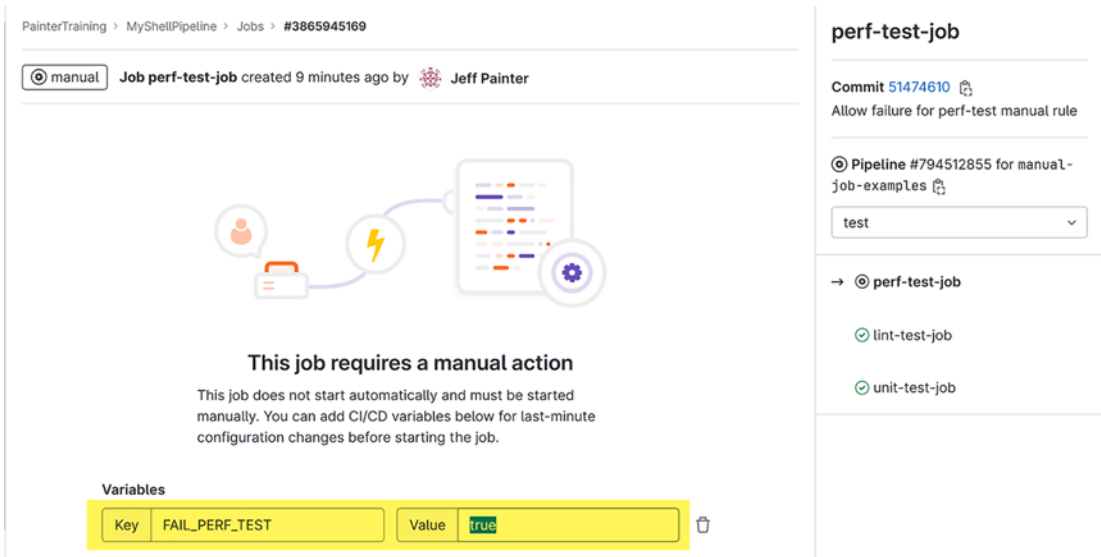 PainterTraining > MyShellPipeline > Jobs > #3865945169
manual Job perf-test-job created 9 minutes ago by Jeff Painter
This job requires a manual action
This job does not start automatically and must be started
manually. You can add CI/CD variables below for last-minute
configuration changes before starting the job.
Variables
Key FAIL_PERF_TEST Value true
perf-test-job
Commit 51474610
Allow failure for perf-test manual rule
Pipeline #794512855 for manual-
job-examples
test
→ perf-test-job
lint-test-job
unit-test-job